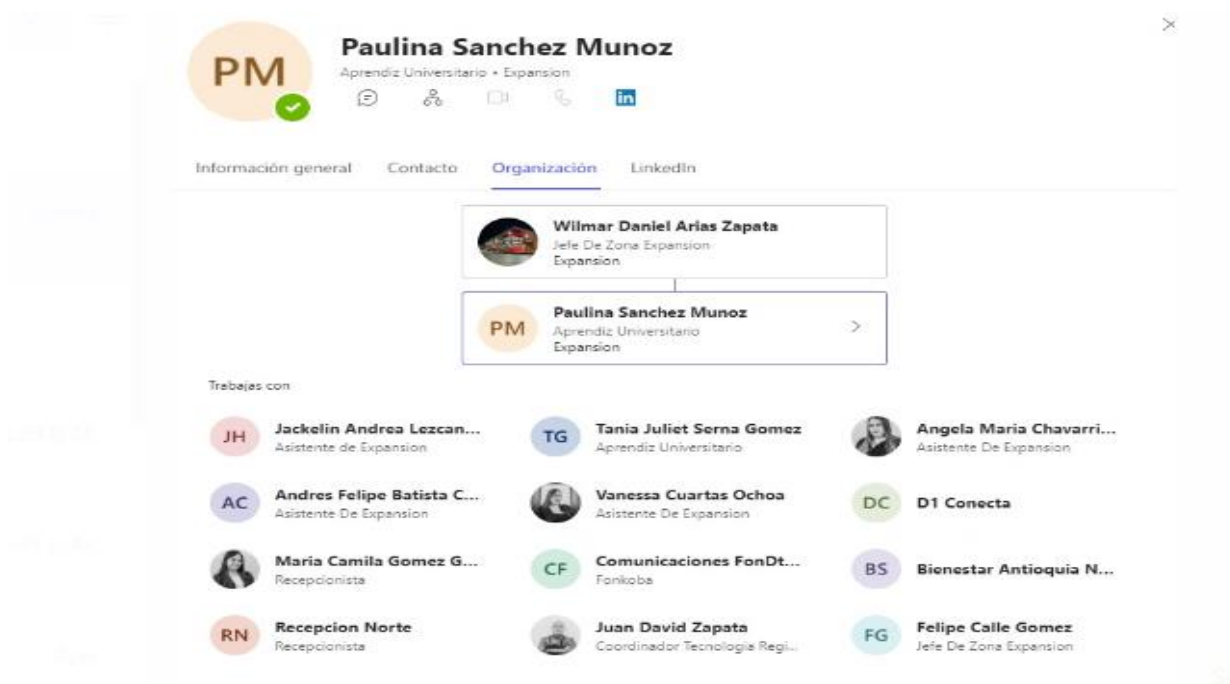 PM
Paulina Sanchez Munoz
Aprendiz Universitario • Expansion
in
Información general Contacto Organización LinkedIn
Wilmar Daniel Arias Zapata
Jefe De Zona Expansion
Expansion
PM
Paulina Sanchez Munoz
Aprendiz Universitario
Expansion
Trabajas con
JH Jackelin Andrea Lezcan... TG Tania Juliet Serna Gomez Angela Maria Chavarri...
Asistente de Expansion Aprendiz Universitario Asistente De Expansion
AC Andres Felipe Batista C... Vanessa Cuartas Ochoa DC D1 Conecta
Asistente De Expansion Asistente De Expansion
Maria Camila Gomez G... CF Comunicaciones FonDt... BS Bienestar Antioquia N...
Recepcionista Fonkoba
RN Recepcion Norte Juan David Zapata FG Felipe Calle Gomez
Recepcionista Coordinador Tecnologia Regi... Jefe De Zona Expansion